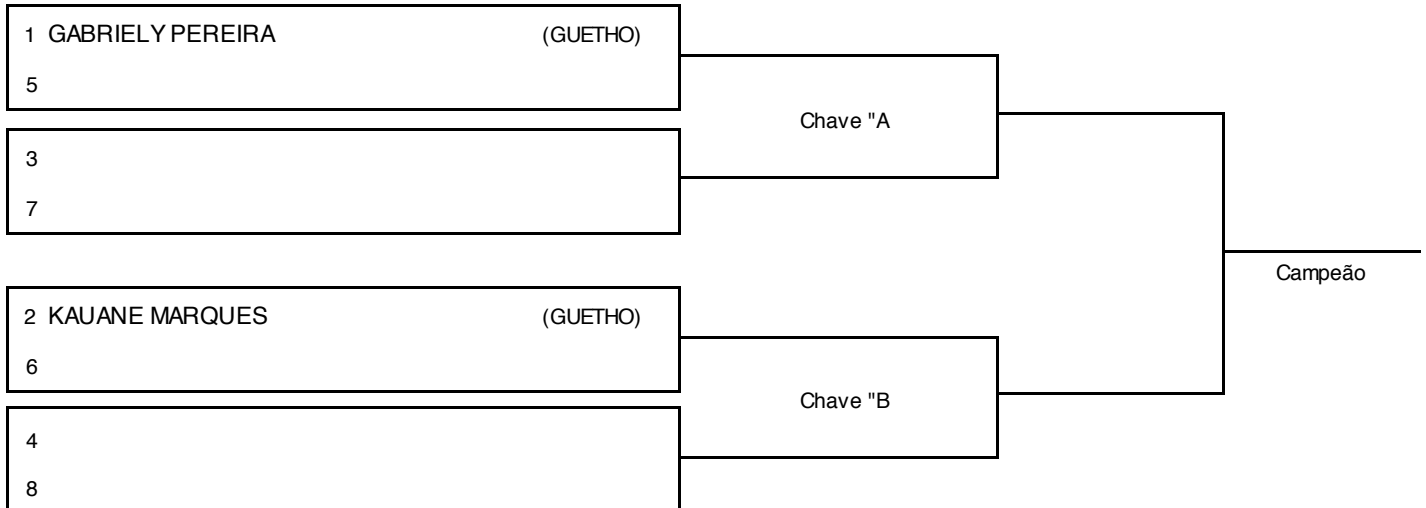 1 GABRIELY PEREIRA (GUETHO)
5
Chave "A
3
7
Campeão
2 KAUANE MARQUES (GUETHO)
6
Chave "B
4
8